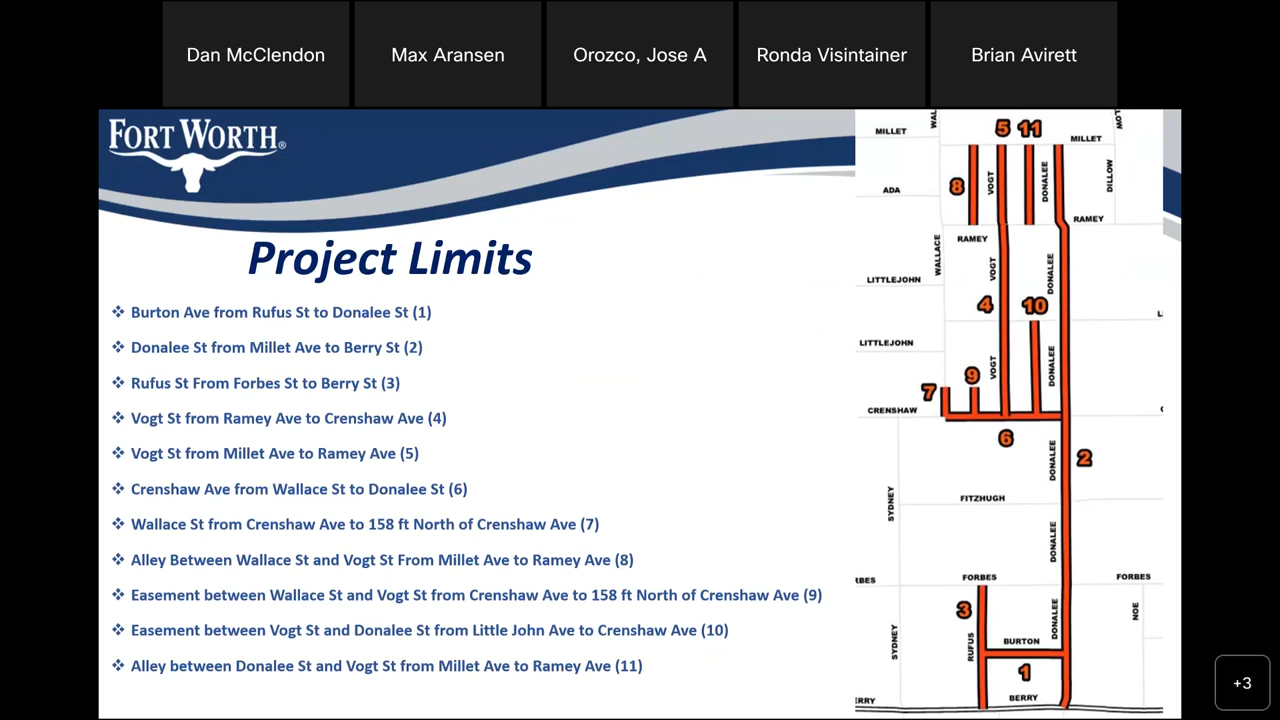 Dan McClendon
Max Aransen
Orozco, Jose A
Ronda Visintainer
Brian Avirett
FORT WORTH®
Project Limits
❖ Burton Ave from Rufus St to Donalee St (1)
❖ Donalee St from Millet Ave to Berry St (2)
❖ Rufus St From Forbes St to Berry St (3)
❖ Vogt St from Ramey Ave to Crenshaw Ave (4)
❖ Vogt St from Millet Ave to Ramey Ave (5)
❖ Crenshaw Ave from Wallace St to Donalee St (6)
❖ Wallace St from Crenshaw Ave to 158 ft North of Crenshaw Ave (7)
❖ Alley Between Wallace St and Vogt St From Millet Ave to Ramey Ave (8)
❖ Easement between Wallace St and Vogt St from Crenshaw Ave to 158 ft North of Crenshaw Ave (9)
❖ Easement between Vogt St and Donalee St from Little John Ave to Crenshaw Ave (10)
❖ Alley between Donalee St and Vogt St from Millet Ave to Ramey Ave (11)
WAL
LOW
5
11
MILLET
MILLET
8
VOGT
DONALEE
DILLOW
ADA
RAMEY
RAMEY
WALLACE
VOGT
DONALEE
LITTLEJOHN
4
10
LITTLEJOHN
VOGT
DONALEE
9
7
CRENSHAW
6
DONALEE
2
SYDNEY
FITZHUGH
DONALEE
RBES
FORBES
FORBES
3
DONALEE
NOE
SYDNEY
RUFUS
BURTON
1
ERRY
BERRY
+3